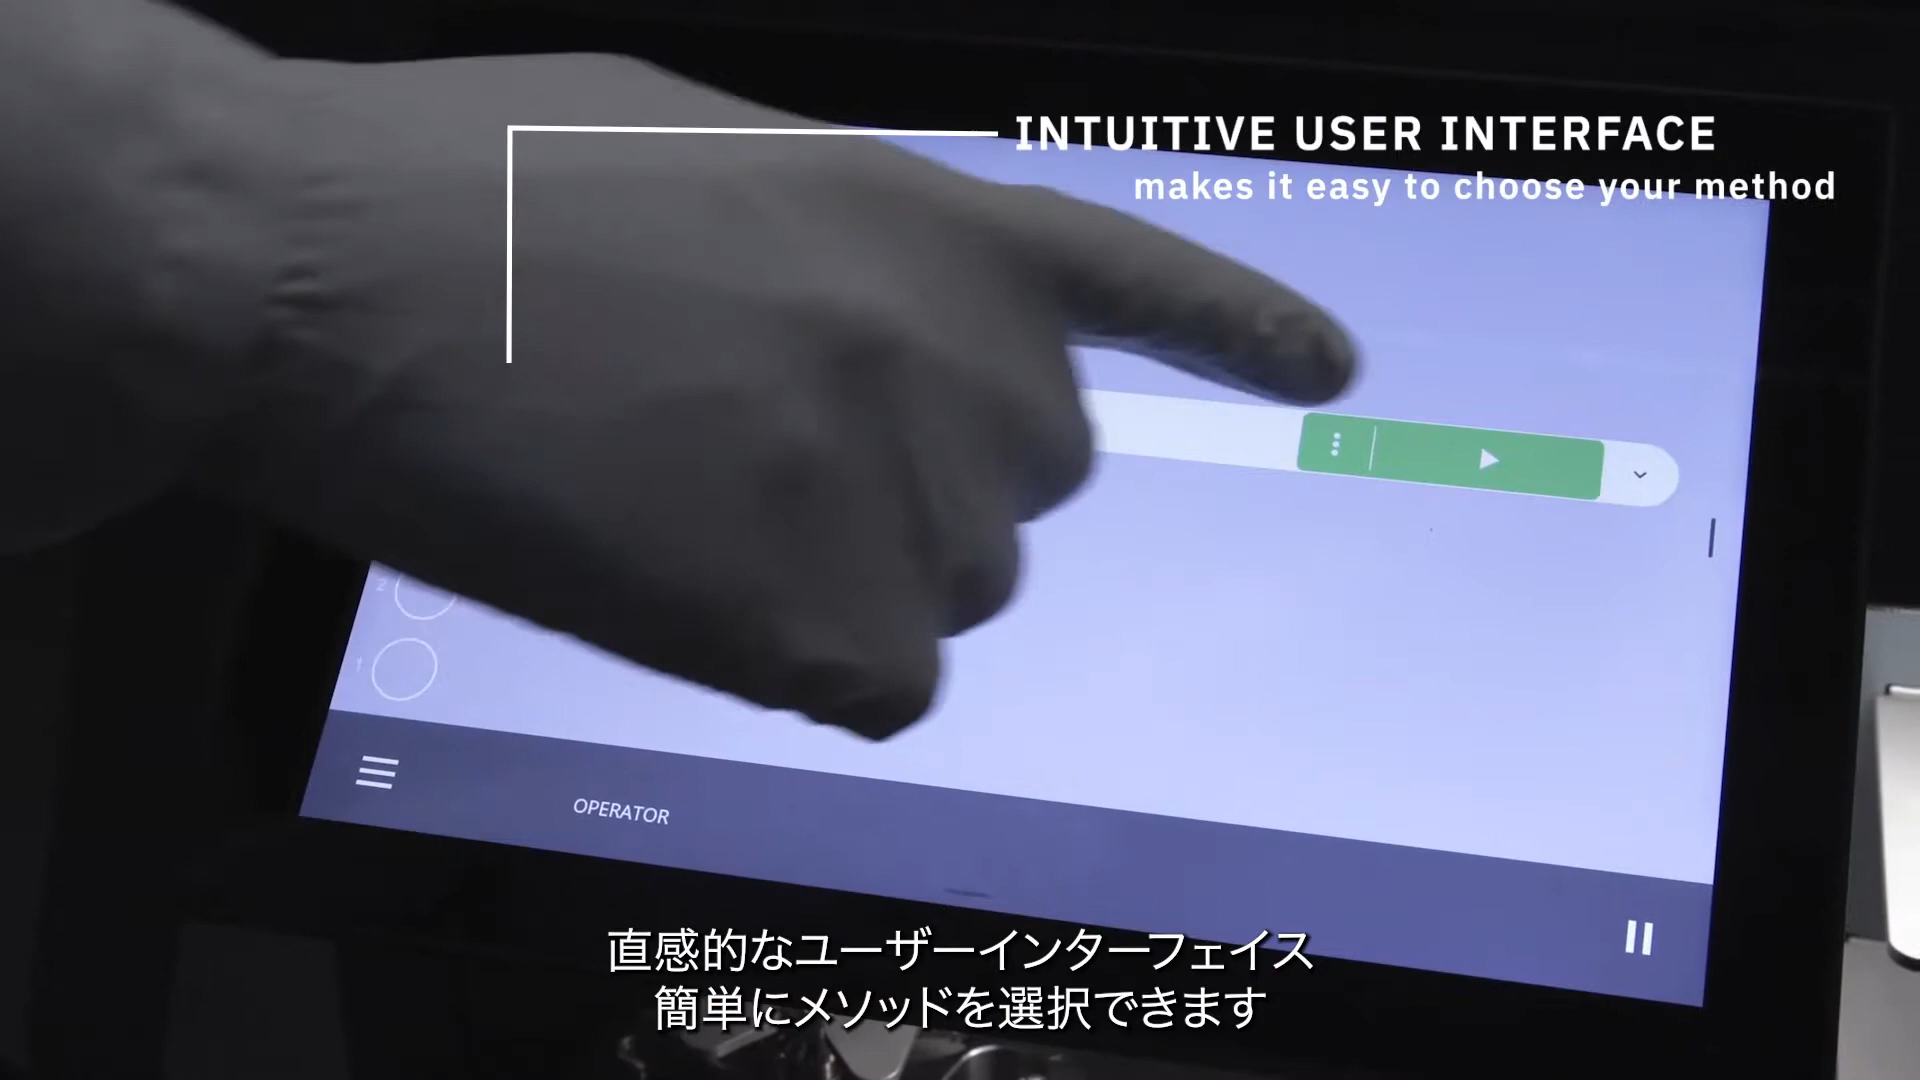 INTUITIVE USER INTERFACE
makes it easy to choose your method
2
1
OPERATOR
直感的なユーザーインターフェイス
簡単にメソッドを選択できます